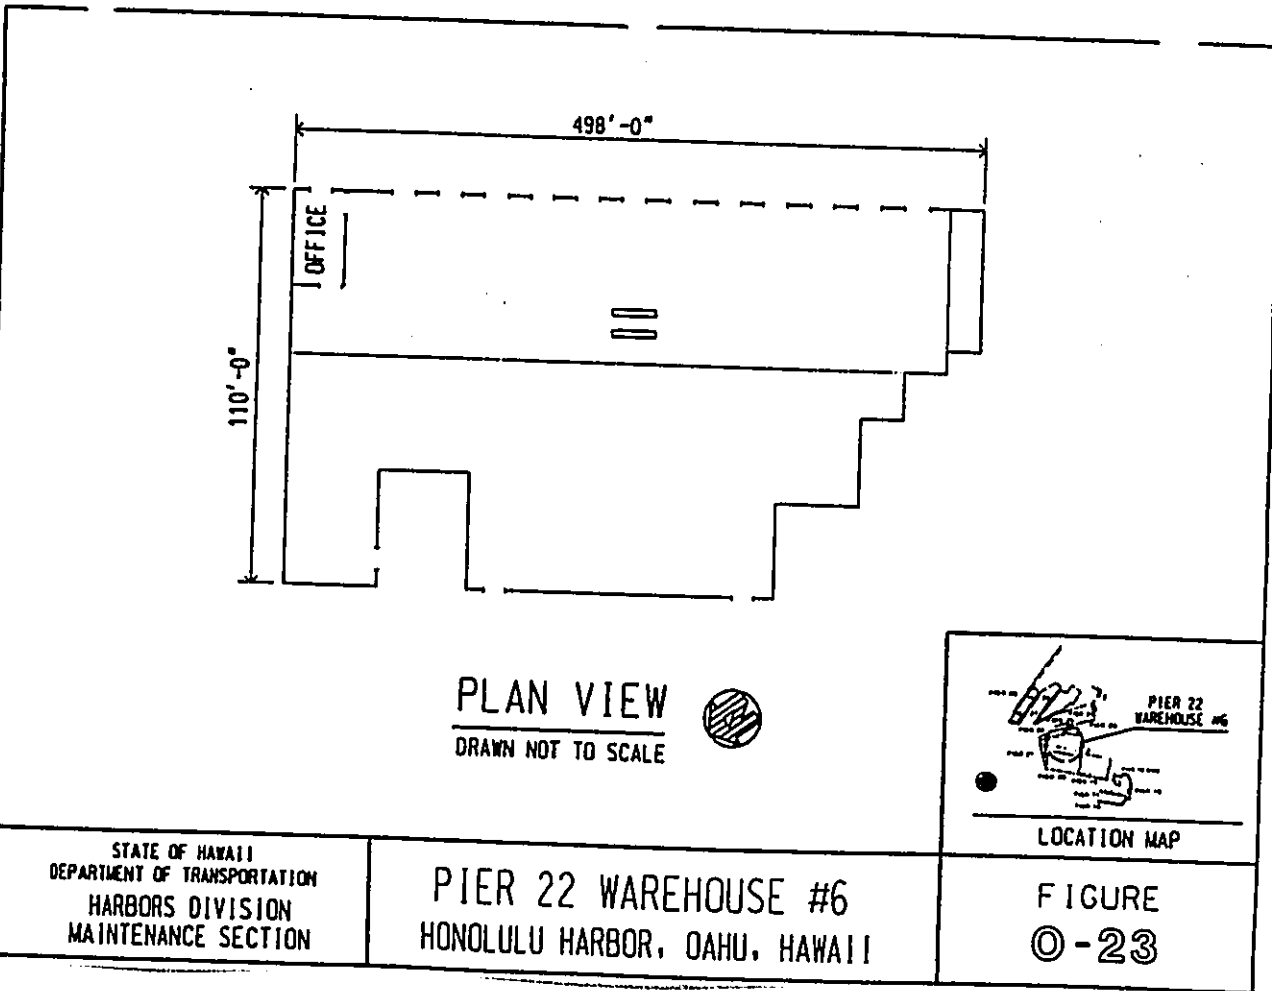 498'-0"
OFFICE
110'-0"
PLAN VIEW
DRAWN NOT TO SCALE
PIER 22
WAREHOUSE #6
LOCATION MAP
STATE OF HAWAII
DEPARTMENT OF TRANSPORTATION
HARBORS DIVISION
MAINTENANCE SECTION
PIER 22 WAREHOUSE #6
HONOLULU HARBOR, OAHU, HAWAII
FIGURE
O-23